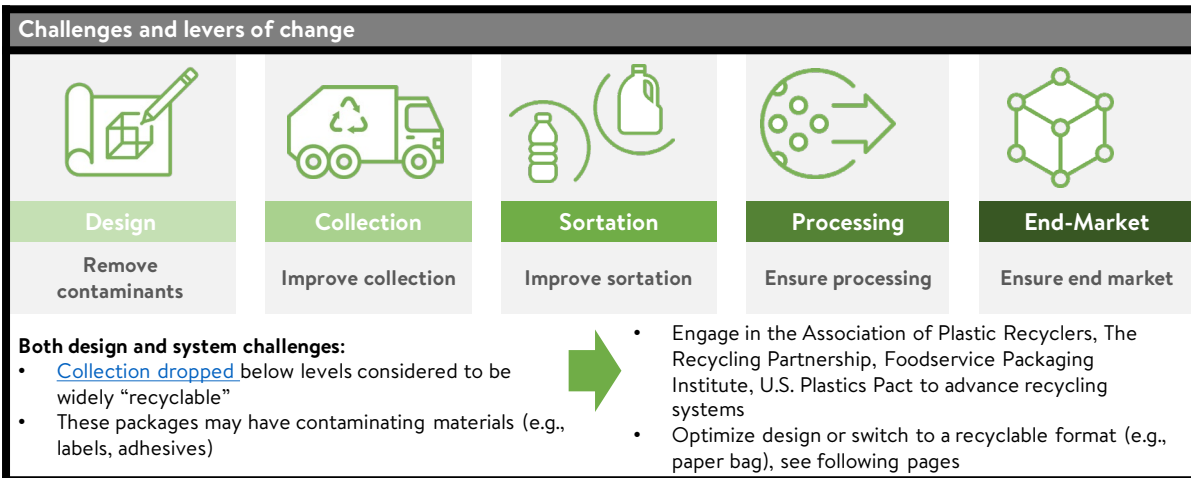 Challenges and levers of change
Design
Collection
Sortation
Processing
End-Market
Remove
contaminants
Improve collection
Improve sortation
Ensure processing
Ensure end market
Both design and system challenges:
• Collection dropped below levels considered to be
widely “recyclable”
• These packages may have contaminating materials (e.g.,
labels, adhesives)
• Engage in the Association of Plastic Recyclers, The
Recycling Partnership, Foodservice Packaging
Institute, U.S. Plastics Pact to advance recycling
systems
• Optimize design or switch to a recyclable format (e.g.,
paper bag), see following pages